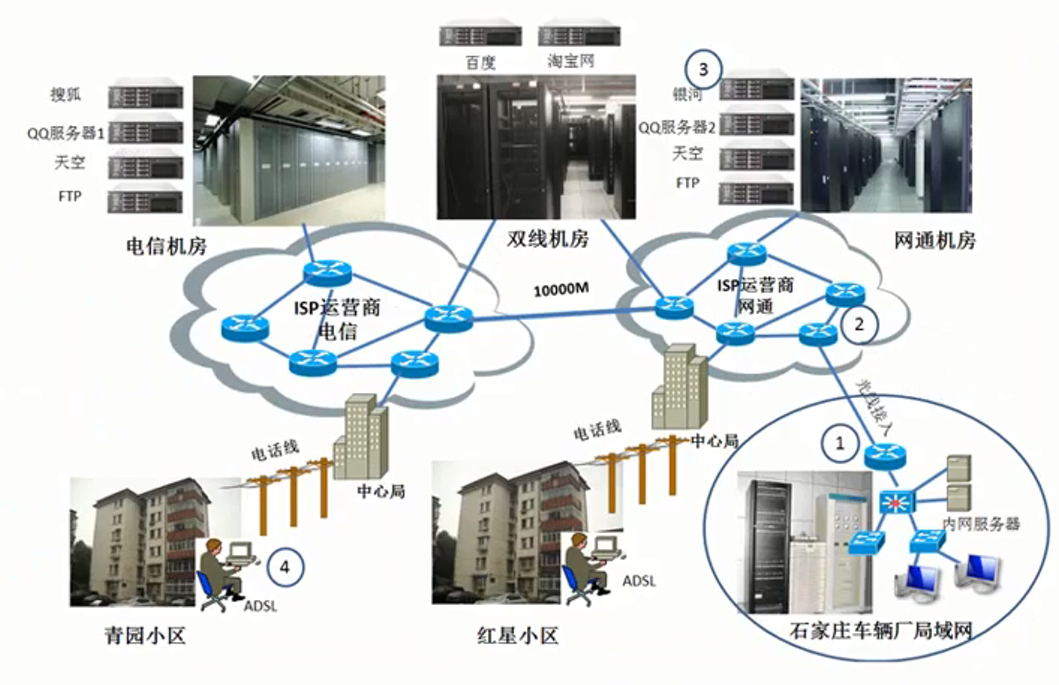 百度
淘宝网
搜狐
QQ服务器1
天空
FTP
③
银河
QQ服务器2
天空
FTP
电信机房
双线机房
网通机房
ISP运营商
电信
10000M
ISP运营商
网通
②
光线接入
①
电话线
中心局
电话线
中心局
内网服务器
④
ADSL
ADSL
青园小区
红星小区
石家庄车辆厂局域网